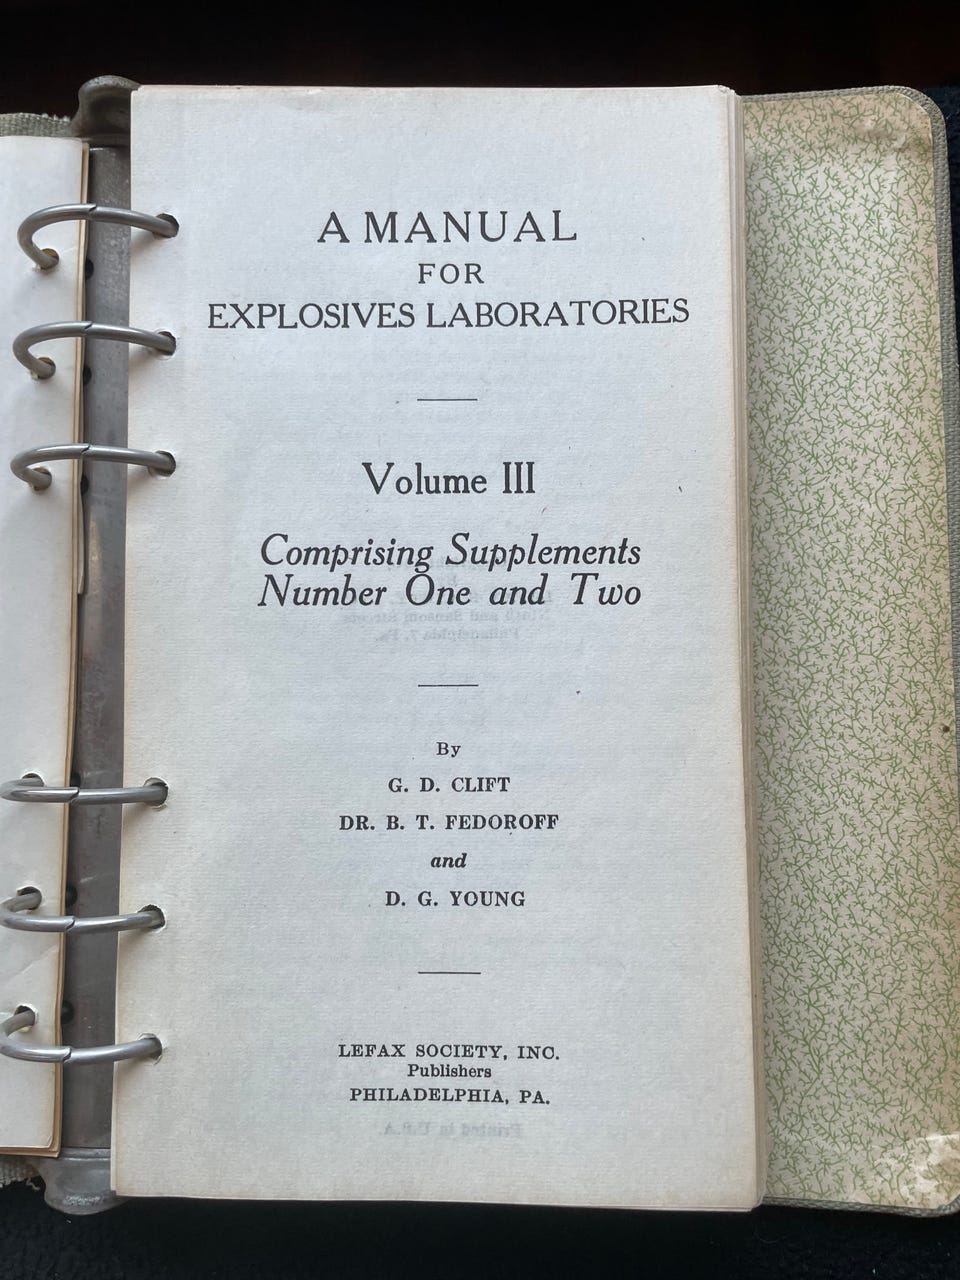 A MANUAL
FOR
EXPLOSIVES LABORATORIES
Volume III
Comprising Supplements
Number One and Two
By
G. D. CLIFT
DR. B. T. FEDOROFF
and
D. G. YOUNG
LEFAX SOCIETY, INC.
Publishers
PHILADELPHIA, PA.